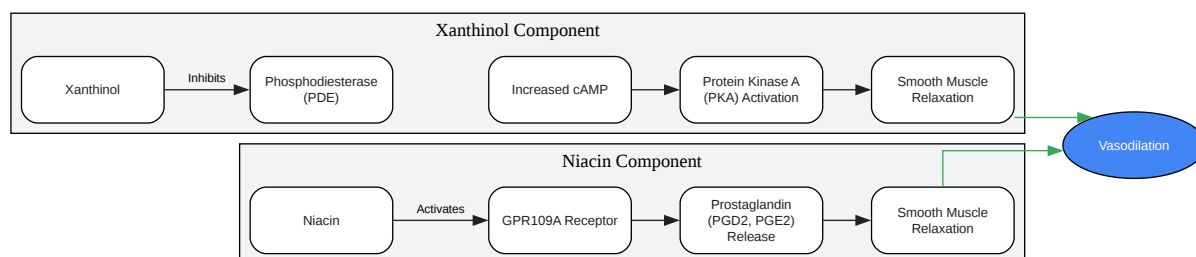 Xanthinol Component
Xanthinol
Inhibits
Phosphodiesterase
(PDE)
Increased cAMP
Protein Kinase A
(PKA) Activation
Smooth Muscle
Relaxation
Vasodilation
Niacin Component
Niacin
Activates
GPR109A Receptor
Prostaglandin
(PGD2, PGE2)
Release
Smooth Muscle
Relaxation